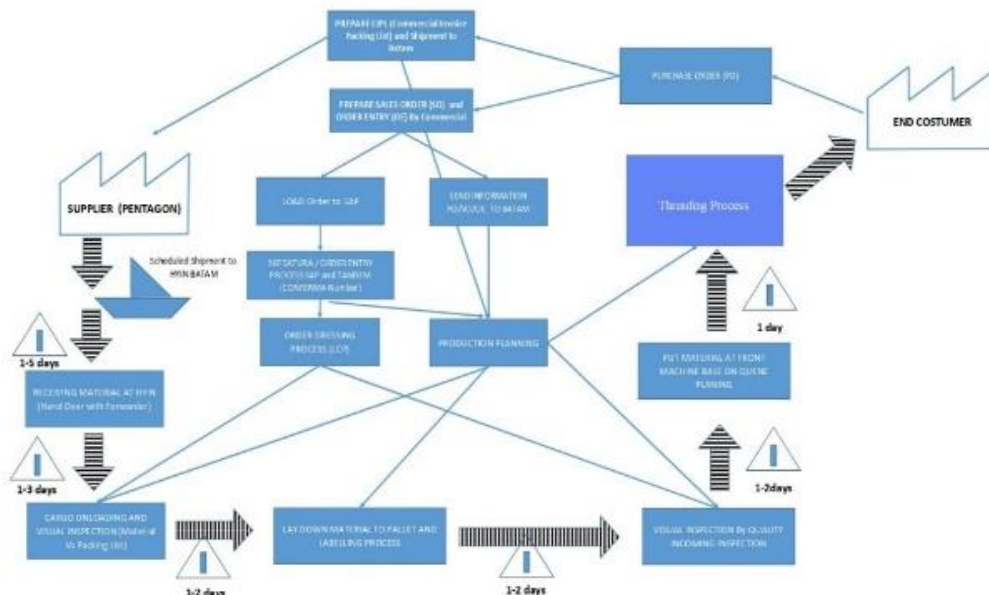 PREPARE CIPL (Commercial Invoice
Packing List) and Shipment to
Batam
PURCHASE ORDER (PO)
END COSTUMER
PREPARE SALES ORDER (SO) and
ORDER ENTRY (OE) By Commercial
SUPPLIER (PENTAGON)
LOAD Order to SAP
SEND INFORMATION
TO BATAM
Threading Process
Scheduled Shipment to
HYIN BATAM
/ ORDER ENTRY
PROCESS SAP and TANDEM
(CONFERMA Number)
1 day
ORDER DRESSING
PROCESS (LCP)
PRODUCTION PLANNING
PUT MATERIAL AT FRONT
MACHINE BASE ON QUENE
PLANING
1-5 days
RECEIVING MATERIAL AT HYIN
(Hand Over with Forwarder)
1-3 days
1-2days
CARGO UNLOADING AND
VISUAL INSPECTION (Material
Vs Packing List)
LAY DOWN MATERIAL TO PALLET AND
LABELLING PROCESS
VISUAL INSPECTION By QUALITY
INCOMING INSPECTION
1-2 days
1-2 days